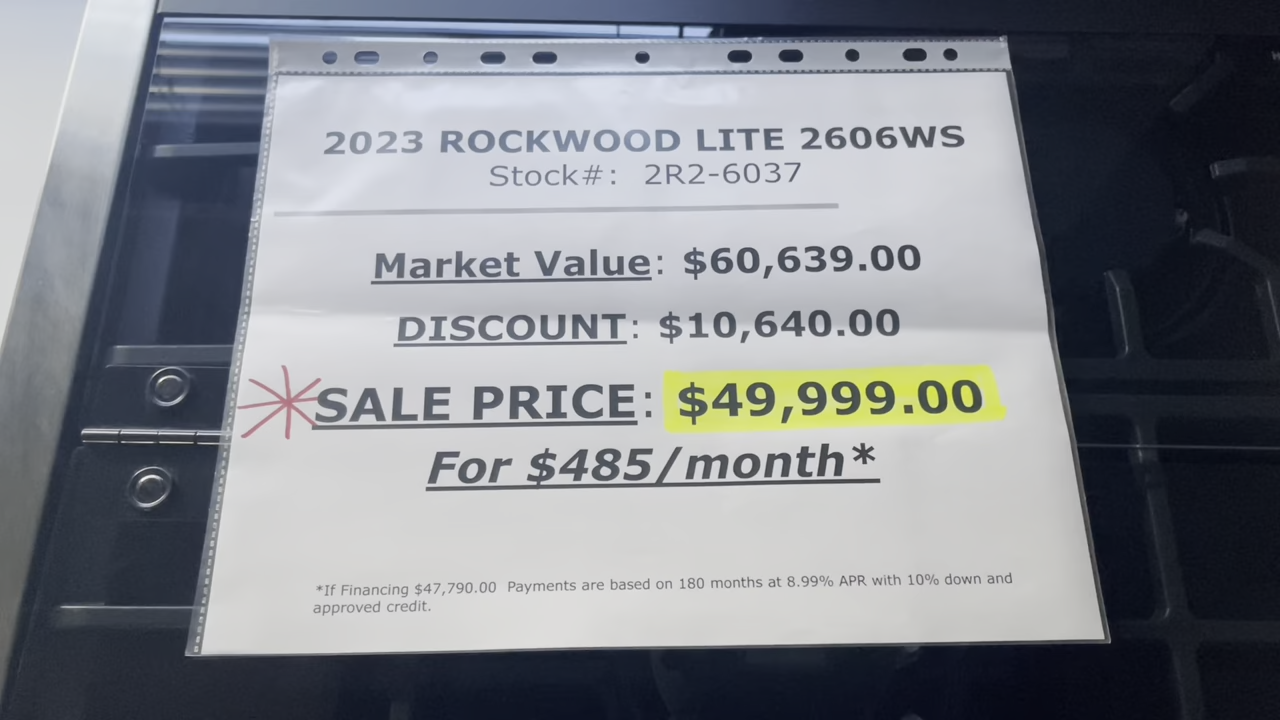 2023 ROCKWOOD LITE 2606WS
Stock#: 2R2-6037
Market Value: $60,639.00
DISCOUNT: $10,640.00
SALE PRICE: $49,999.00
For $485/month*
*If Financing $47,790.00 Payments are based on 180 months at 8.99% APR with 10% down and
approved credit.